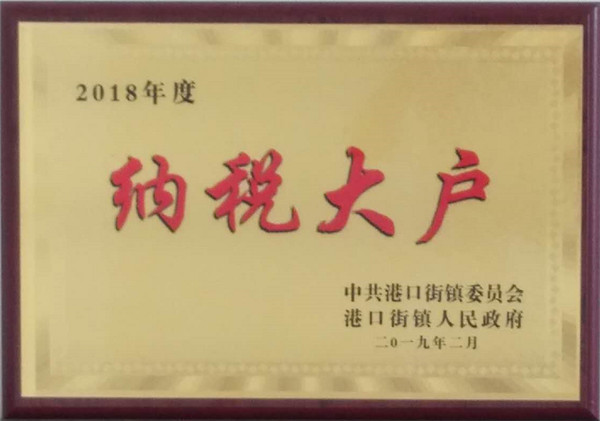 2018年度
纳税大户
中共港口街镇委员会
港口街镇人民政府
二0一九年二月